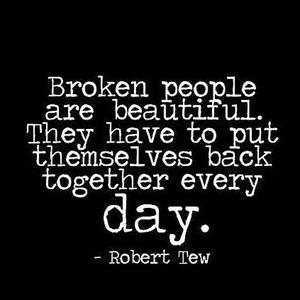 Broken people
are beautiful.
They have to put
themselves back
together every
day.
- Robert Tew